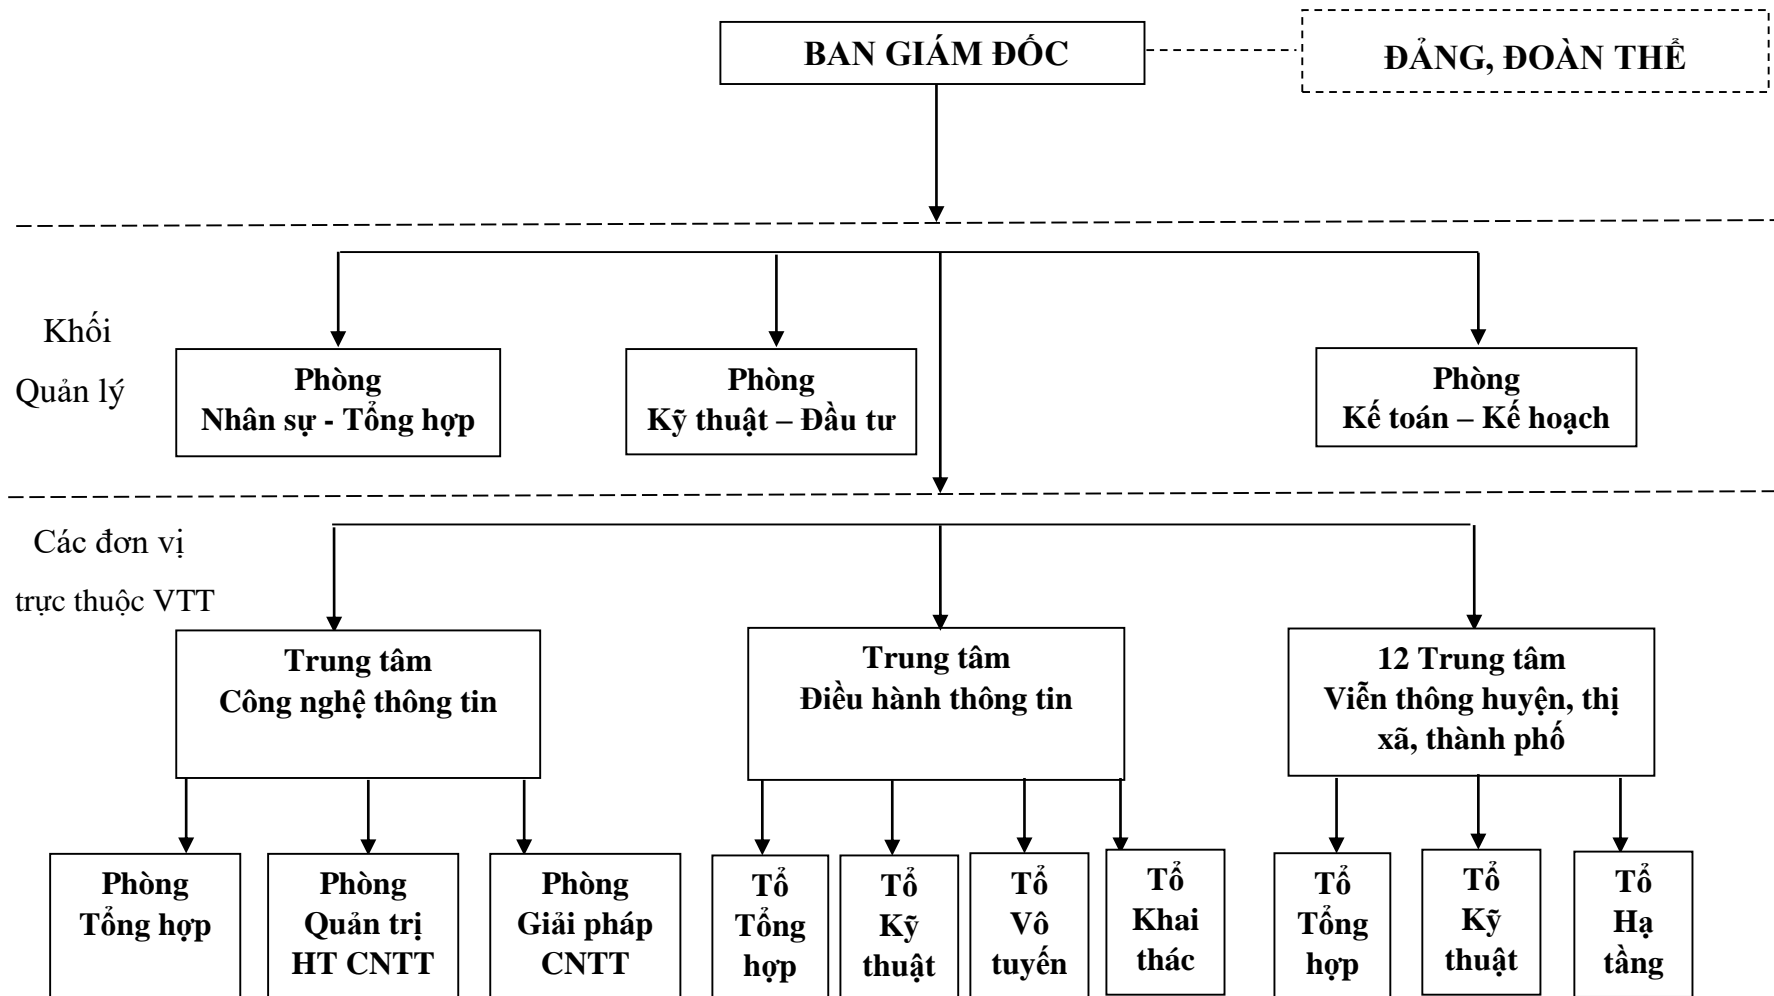 BAN GIÁM ĐỐC
ĐẢNG, ĐOÀN THỂ
Khối
Quản lý
Phòng
Nhân sự - Tổng hợp
Phòng
Kỹ thuật – Đầu tư
Phòng
Kế toán – Kế hoạch
Các đơn vị
trực thuộc VTT
Trung tâm
Công nghệ thông tin
Trung tâm
Điều hành thông tin
12 Trung tâm
Viễn thông huyện, thị
xã, thành phố
Phòng
Tổng hợp
Phòng
Quản trị
HT CNTT
Phòng
Giải pháp
CNTT
Tổ
Tổng
hợp
Tổ
Kỹ
thuật
Tổ
Vô
tuyến
Tổ
Khai
thác
Tổ
Tổng
hợp
Tổ
Kỹ
thuật
Tổ
Hạ
tầng